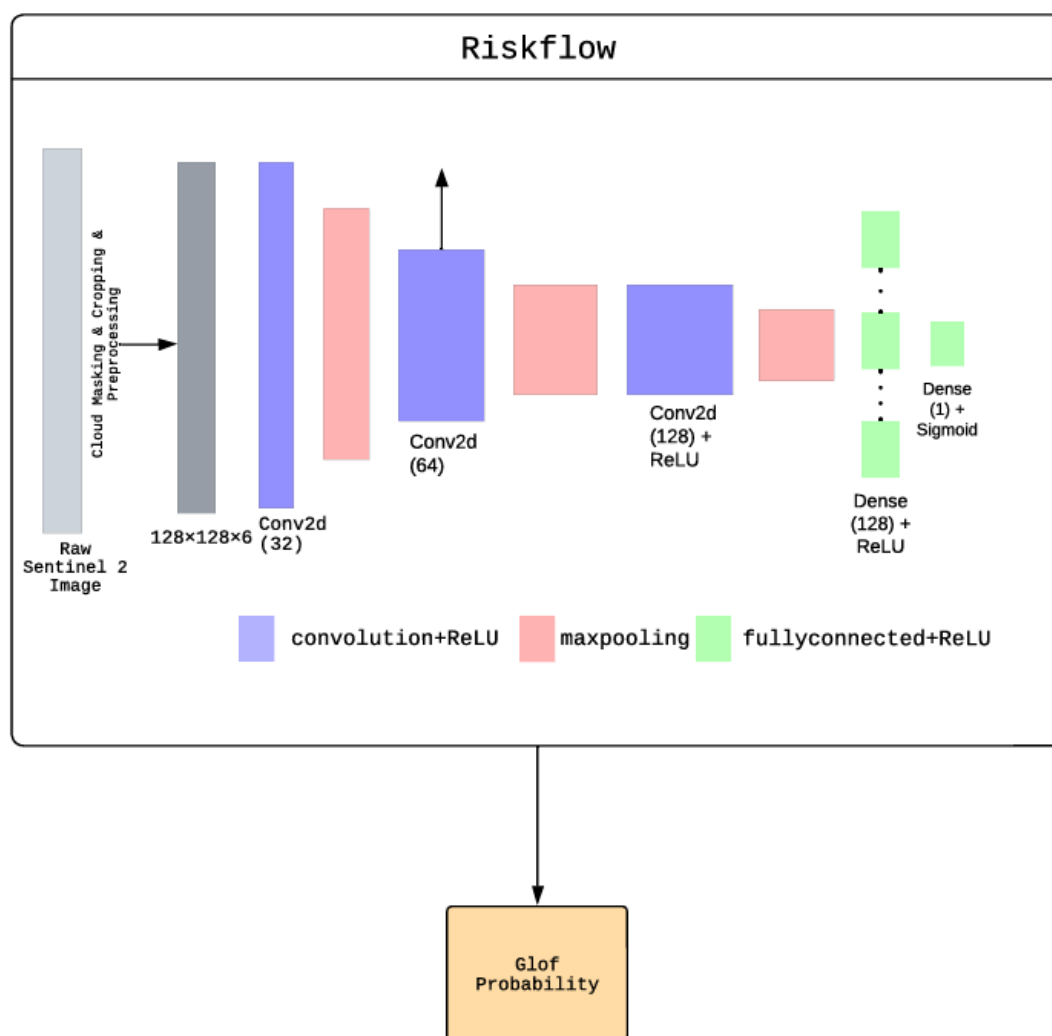 Riskflow
Cloud Masking & Cropping &
Preprocessing
Raw
Sentinel 2
Image
128×128×6
Conv2d
(32)
Conv2d
(64)
Conv2d
(128) +
ReLU
Dense
(128) +
ReLU
Dense
(1) +
Sigmoid
convolution+ReLU
maxpooling
fullyconnected+ReLU
Glof
Probability